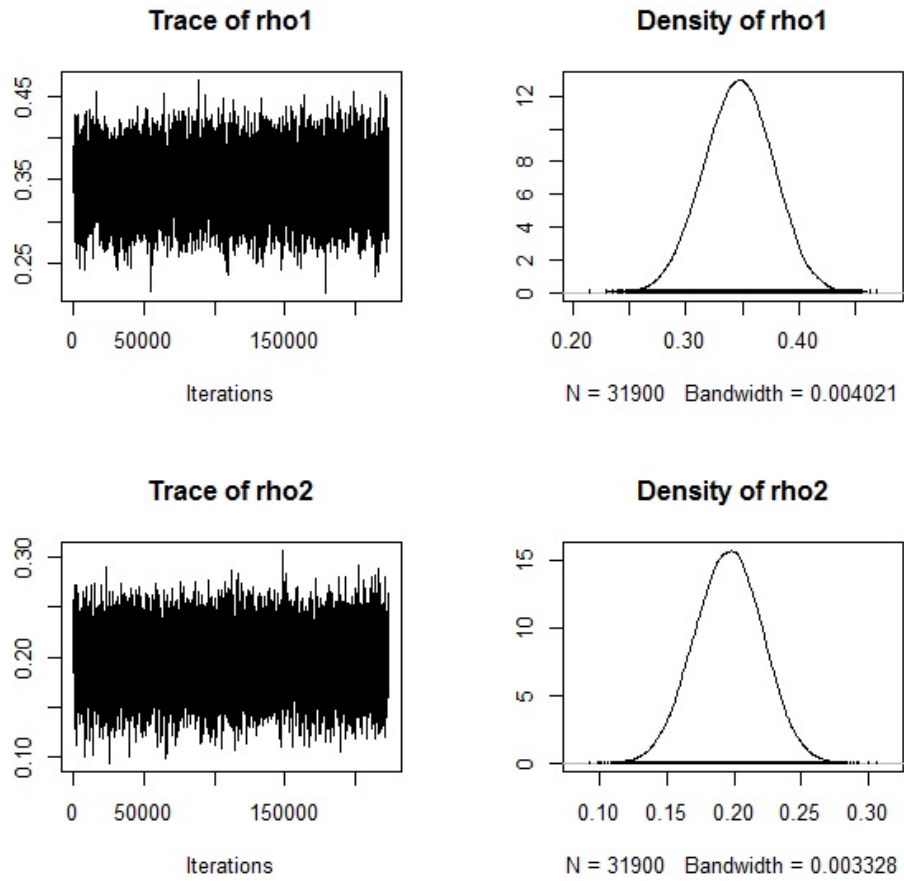 Trace of rho1
0.45
0.35
0.25
0 50000 150000
Iterations
Density of rho1
12
10
8
6
4
2
0
0.20 0.30 0.40
N = 31900 Bandwidth = 0.004021
Trace of rho2
0.30
0.20
0.10
0 50000 150000
Iterations
Density of rho2
15
10
5
0
0.10 0.15 0.20 0.25 0.30
N = 31900 Bandwidth = 0.003328